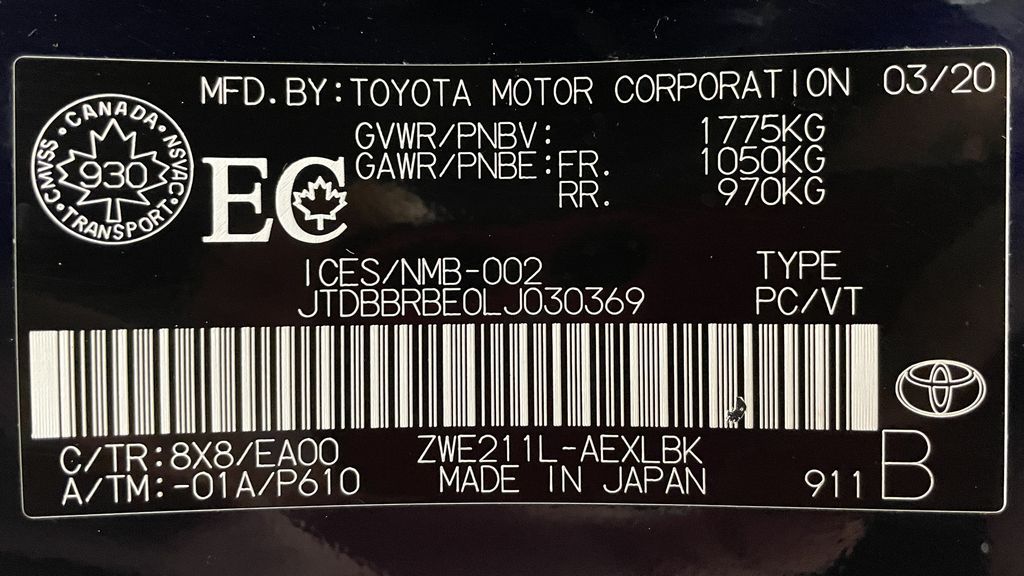 MFD.BY:TOYOTA MOTOR CORPORATION 03/20
CANADA
CMVSS · NSVAC
930
TRANSPORT
EC
GVWR/PNBV: 1775KG
GAWR/PNBE:FR. 1050KG
RR. 970KG
ICES/NMB-002
JTDBBRBE0LJ030369
TYPE
PC/VT
C/TR:8X8/EA00
A/TM:-01A/P610
ZWE211L-AEXLBK
MADE IN JAPAN
911 B